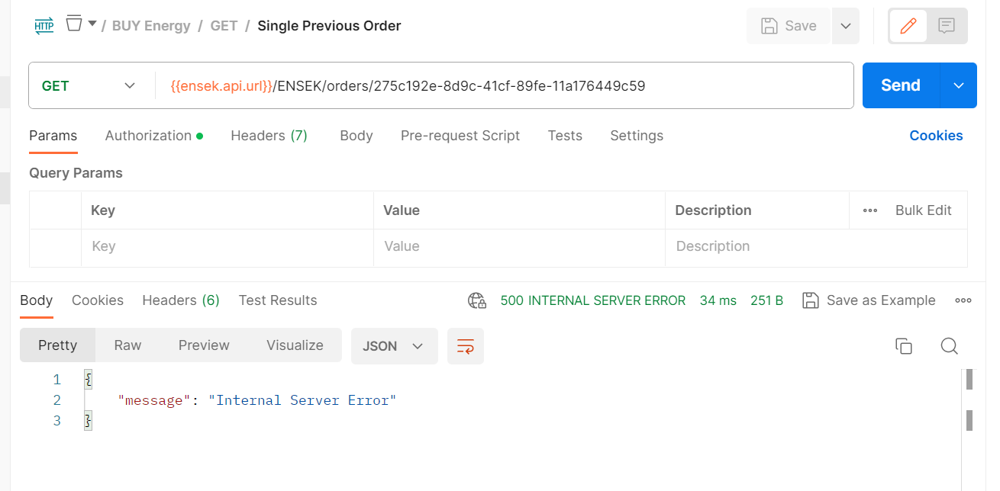 HTTP / BUY Energy / GET / Single Previous Order Save
GET {{ensek.api.url}}/ENSEK/orders/275c192e-8d9c-41cf-89fe-11a176449c59 Send
Params Authorization Headers (7) Body Pre-request Script Tests Settings Cookies
Query Params
Key Value Description Bulk Edit
Key Value Description
Body Cookies Headers (6) Test Results 500 INTERNAL SERVER ERROR 34 ms 251 B Save as Example
Pretty Raw Preview Visualize JSON
1 {
2 "message": "Internal Server Error"
3 }